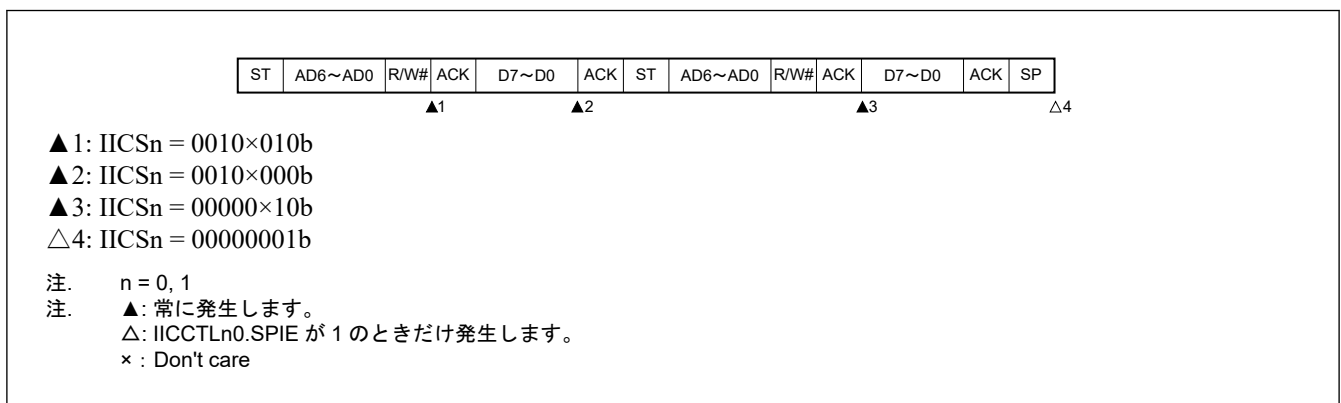 ST AD6～AD0 R/W# ACK D7～D0 ACK ST AD6～AD0 R/W# ACK D7～D0 ACK SP
▲1 ▲2 ▲3 △4
▲1: IICSn = 0010×010b
▲2: IICSn = 0010×000b
▲3: IICSn = 00000×10b
△4: IICSn = 00000001b
注. n = 0, 1
注. ▲: 常に発生します。
△: IICCTLn0.SPIE が 1 のときだけ発生します。
×：Don't care